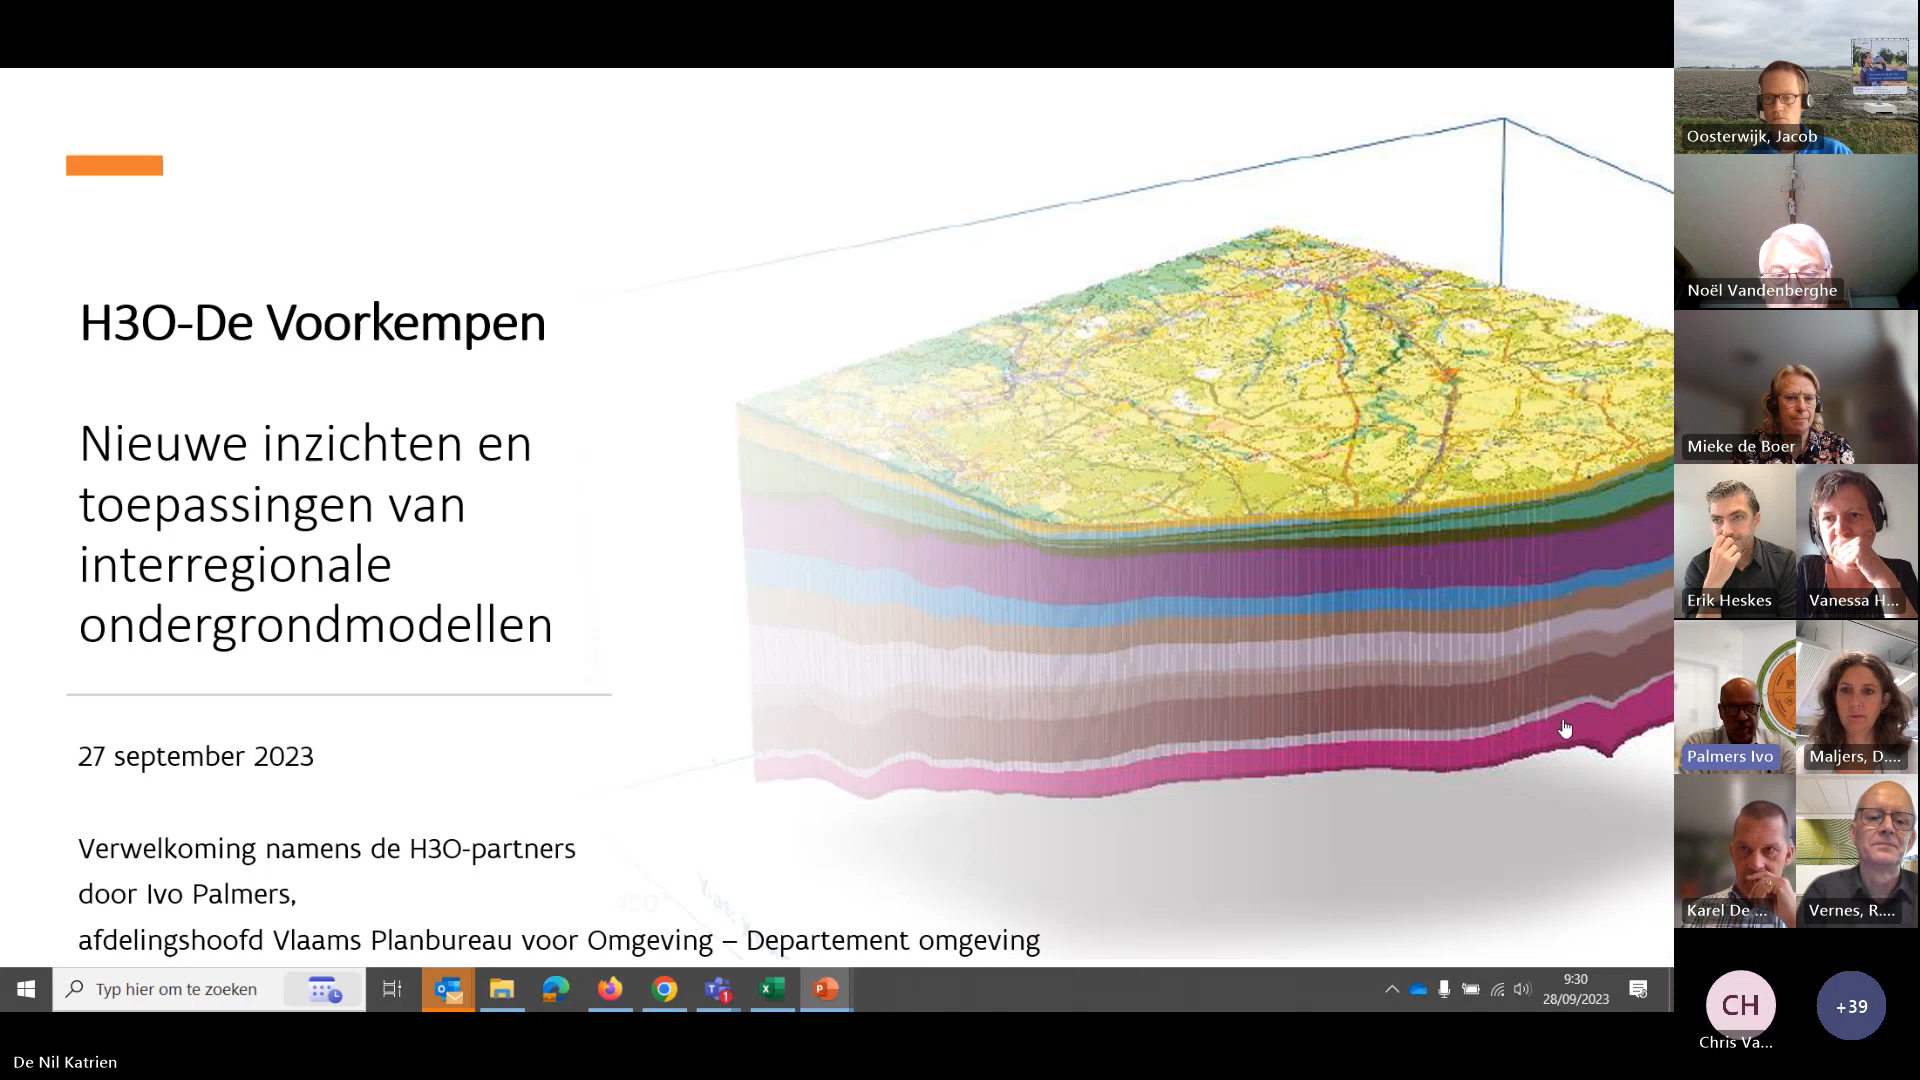 H3O-De Voorkempen
Nieuwe inzichten en
toepassingen van
interregionale
ondergrondmodellen
27 september 2023
Verwelkoming namens de H3O-partners
door Ivo Palmers,
afdelingshoofd Vlaams Planbureau voor Omgeving – Departement omgeving
Typ hier om te zoeken
1
9:30
28/09/2023
De Nil Katrien
Oosterwijk, Jacob
Noël Vandenberghe
Mieke de Boer
Erik Heskes
Vanessa H...
Palmers Ivo
Maljers, D....
Karel De ...
Vernes, R....
CH
+39
Chris Va...